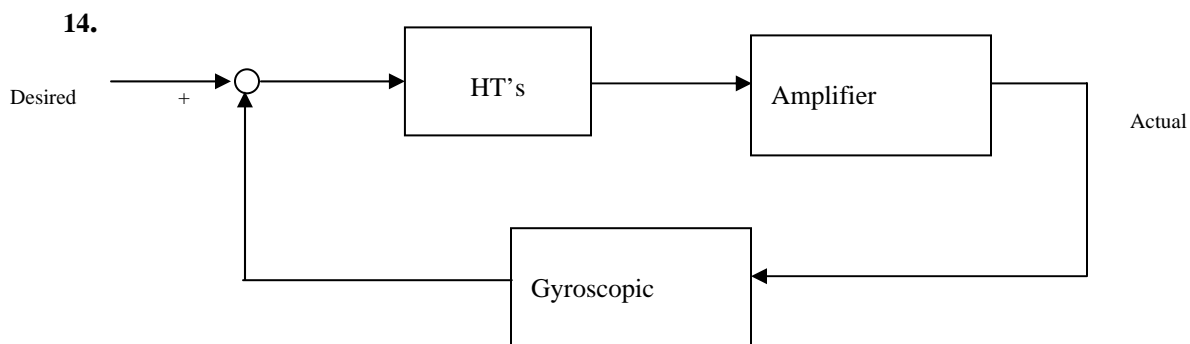 14.
HT’s
Amplifier
Desired
+
Actual
Gyroscopic